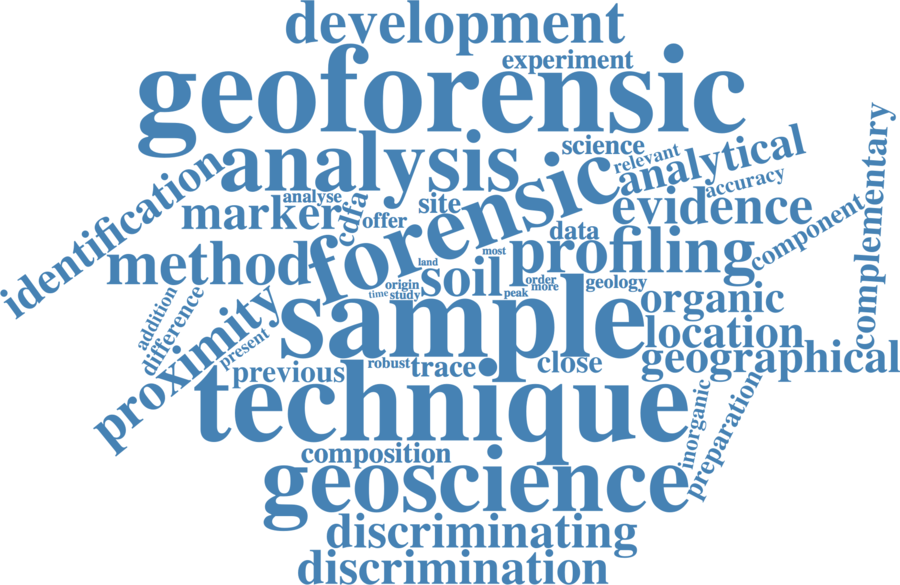 development
experiment
geoforensic
science
analysis
relevant
analytical
accuracy
complementary
identification
analyse
marker
cdfa
offer
site
forensic
evidence
data
component
method
most
profiling
land
soil
origin
time
study
order
more
peak
geology
addition
difference
proximity
present
sample
organic
location
geographical
previous
robust
trace
close
technique
inorganic
preparation
composition
geoscience
discriminating
discrimination